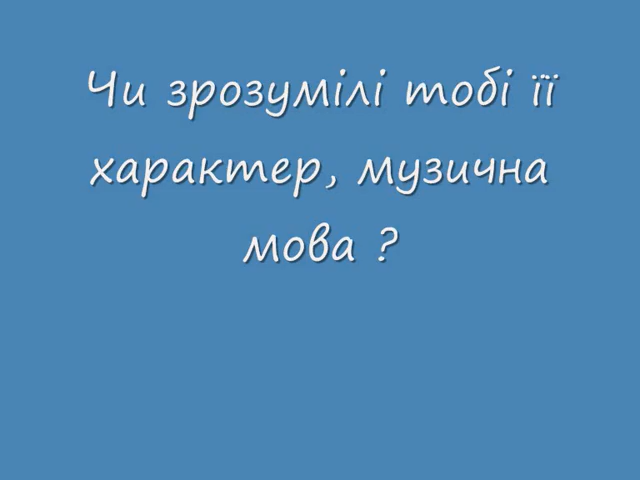 Чи зрозумілі тобі її
характер, музична
мова ?